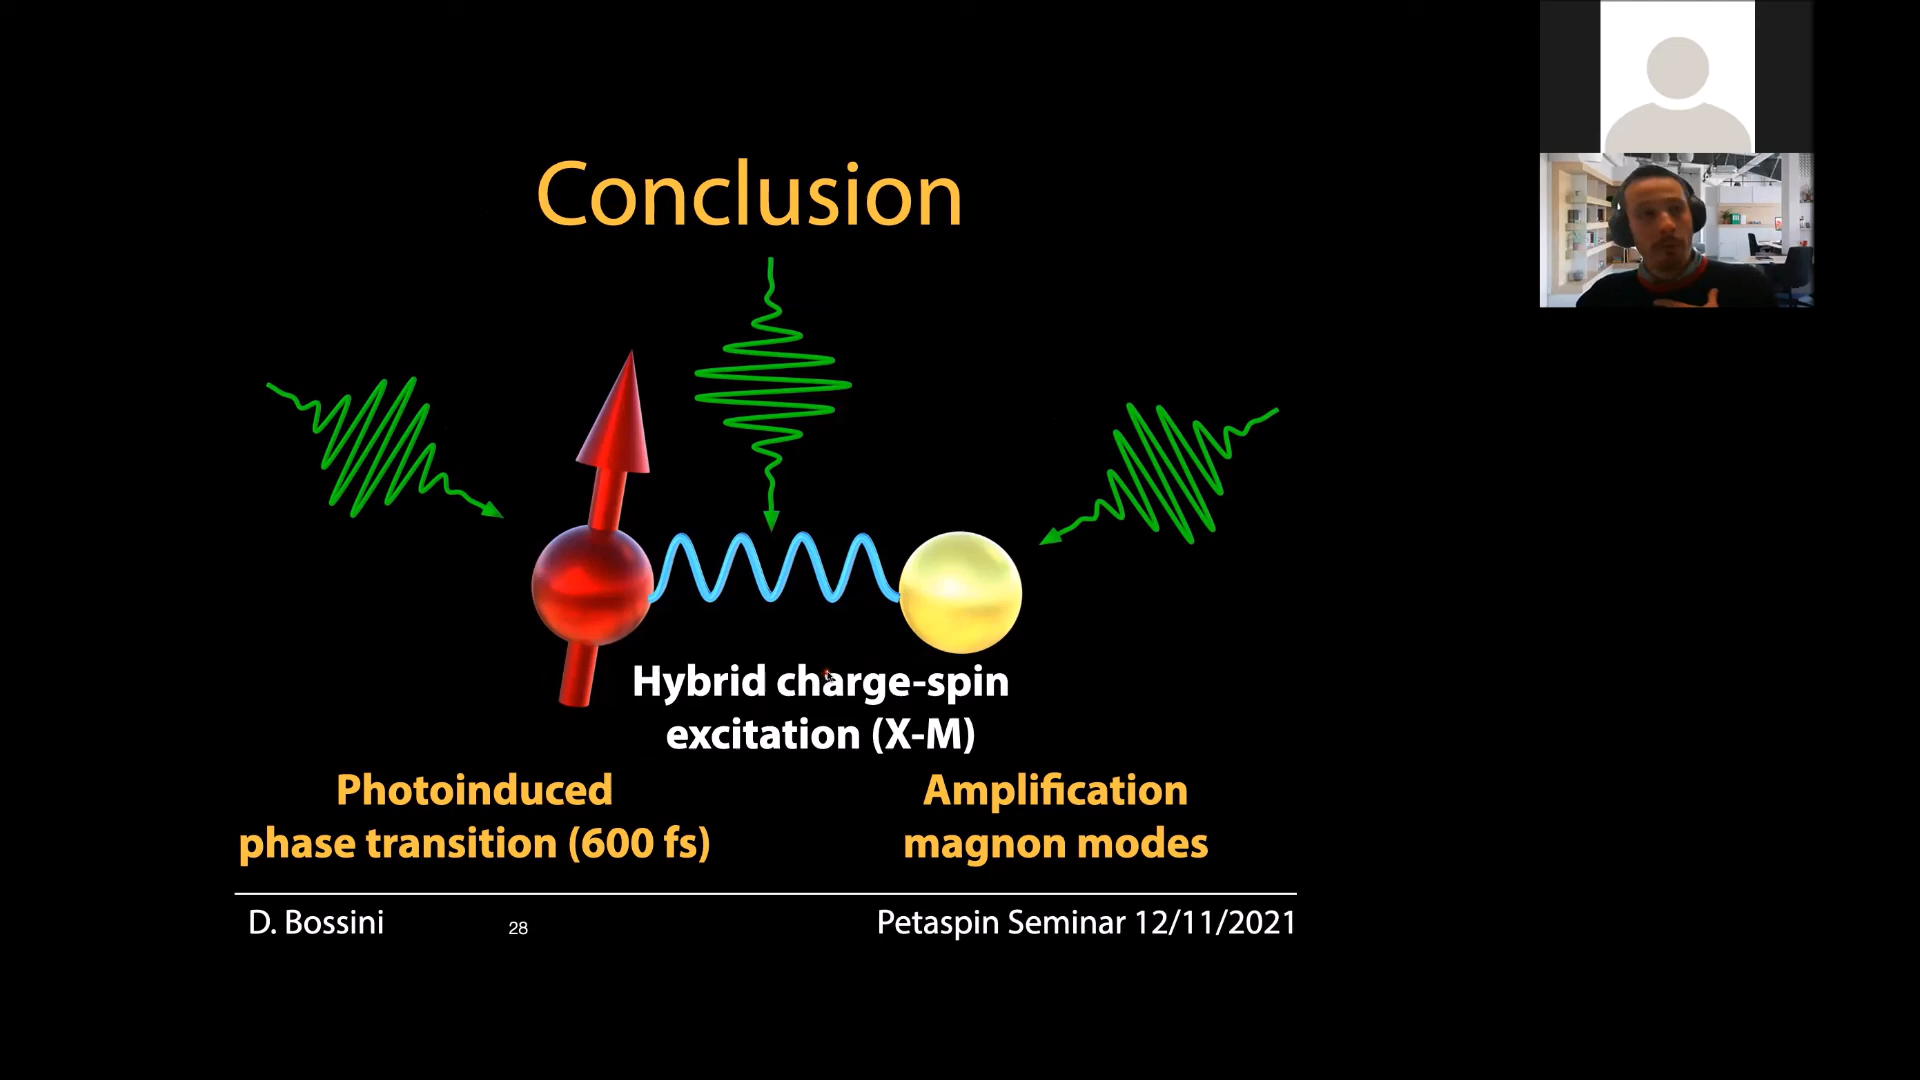 Conclusion
Hybrid charge-spin
excitation (X-M)
Photoinduced
phase transition (600 fs)
Amplification
magnon modes
D. Bossini
28
Petaspin Seminar 12/11/2021